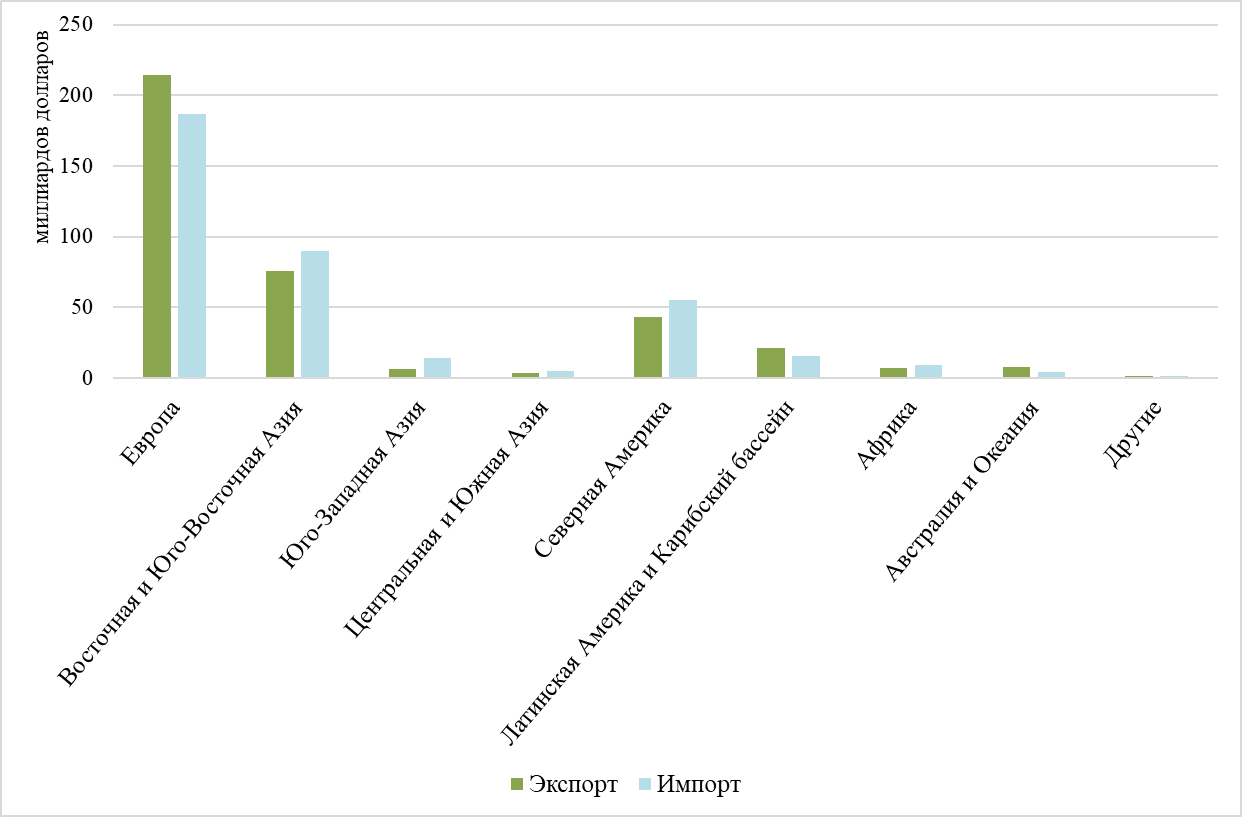 миллиардов долларов
250
200
150
100
50
0
Европа
Восточная и Юго-Восточная Азия
Юго-Западная Азия
Центральная и Южная Азия
Северная Америка
Латинская Америка и Карибский бассейн
Африка
Австралия и Океания
Другие
Экспорт
Импорт